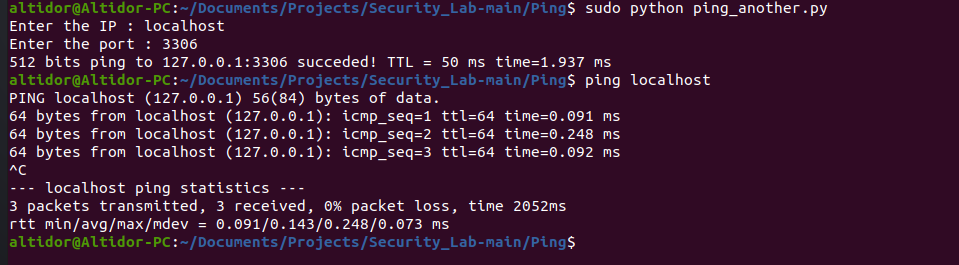 altidor@Altidor-PC:~/Documents/Projects/Security_Lab-main/Ping$ sudo python ping_another.py
Enter the IP : localhost
Enter the port : 3306
512 bits ping to 127.0.0.1:3306 succeded! TTL = 50 ms time=1.937 ms
altidor@Altidor-PC:~/Documents/Projects/Security_Lab-main/Ping$ ping localhost
PING localhost (127.0.0.1) 56(84) bytes of data.
64 bytes from localhost (127.0.0.1): icmp_seq=1 ttl=64 time=0.091 ms
64 bytes from localhost (127.0.0.1): icmp_seq=2 ttl=64 time=0.248 ms
64 bytes from localhost (127.0.0.1): icmp_seq=3 ttl=64 time=0.092 ms
^C
--- localhost ping statistics ---
3 packets transmitted, 3 received, 0% packet loss, time 2052ms
rtt min/avg/max/mdev = 0.091/0.143/0.248/0.073 ms
altidor@Altidor-PC:~/Documents/Projects/Security_Lab-main/Ping$